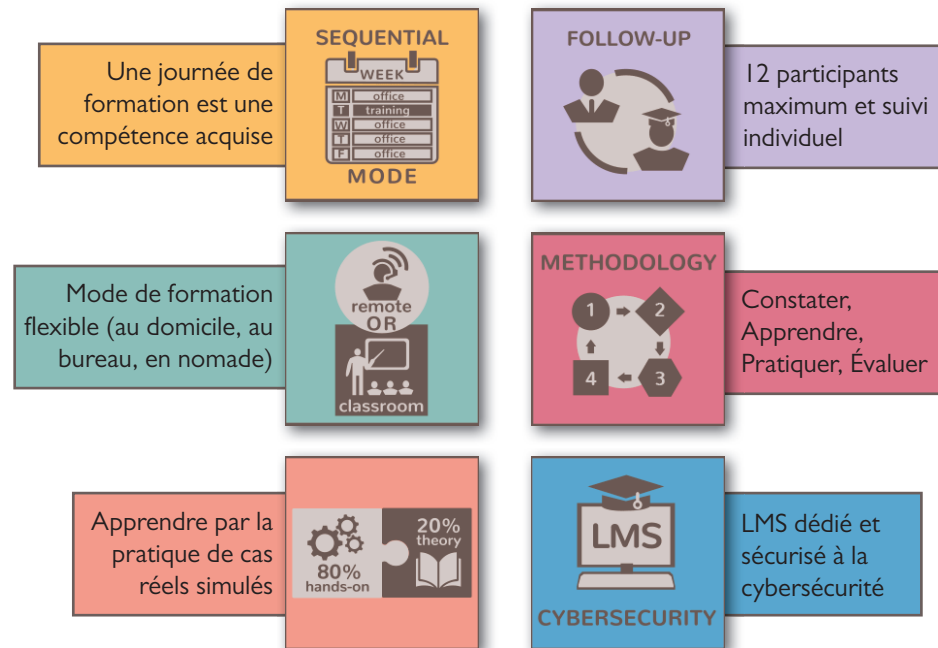 Une journée de
formation est une
compétence acquise
SEQUENTIAL
WEEK
M office
T training
W office
T office
F office
MODE
FOLLOW-UP
12 participants
maximum et suivi
individuel
Mode de formation
flexible (au domicile, au
bureau, en nomade)
remote
OR
classroom
METHODOLOGY
1 2
4 3
Constater,
Apprendre,
Pratiquer, Évaluer
Apprendre par la
pratique de cas
réels simulés
80%
hands-on
20%
theory
LMS
CYBERSECURITY
LMS dédié et
sécurisé à la
cybersécurité